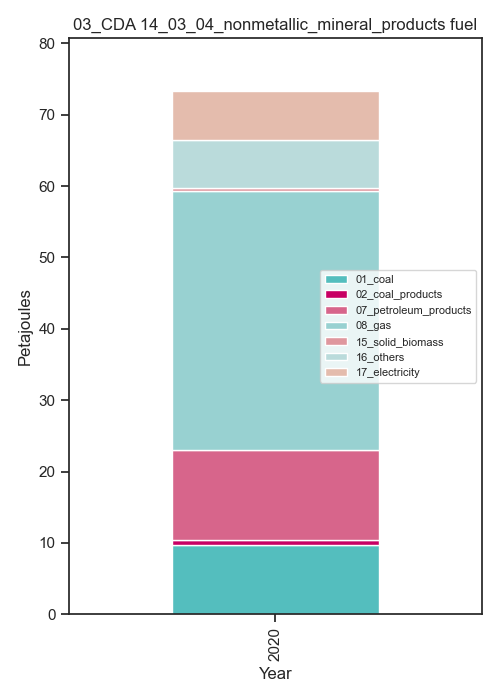 03_CDA 14_03_04_nonmetallic_mineral_products fuel
80
70
60
50
40
30
20
10
0
Petajoules
01_coal
02_coal_products
07_petroleum_products
08_gas
15_solid_biomass
16_others
17_electricity
2020
Year